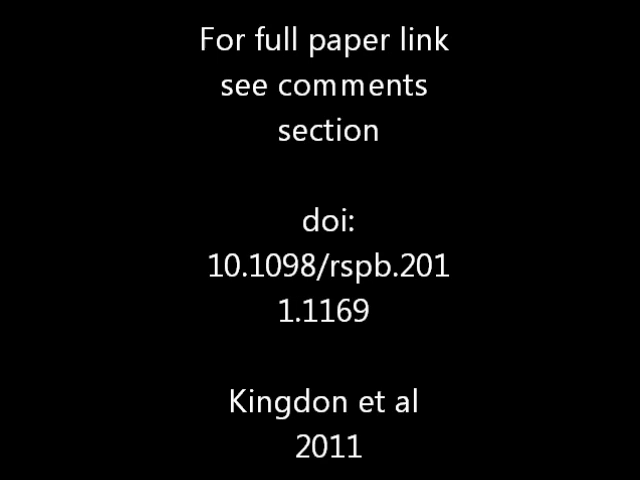 For full paper link
see comments
section
doi:
10.1098/rspb.201
1.1169
Kingdon et al
2011